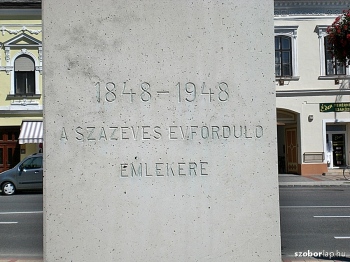 1848-1948
A SZÁZÉVES ÉVFORDULÓ
EMLÉKÉRE
szoborlap.hu